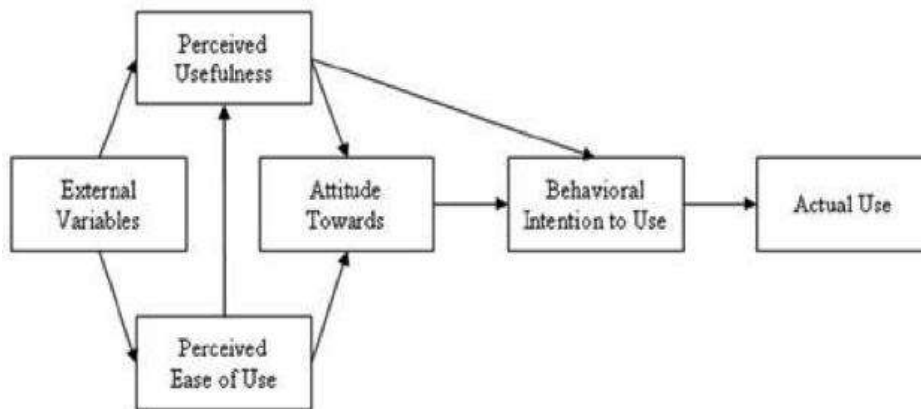 Perceived
Usefulness
External
Variables
Attitude
Towards
Behavioral
Intention to Use
Actual Use
Perceived
Ease of Use